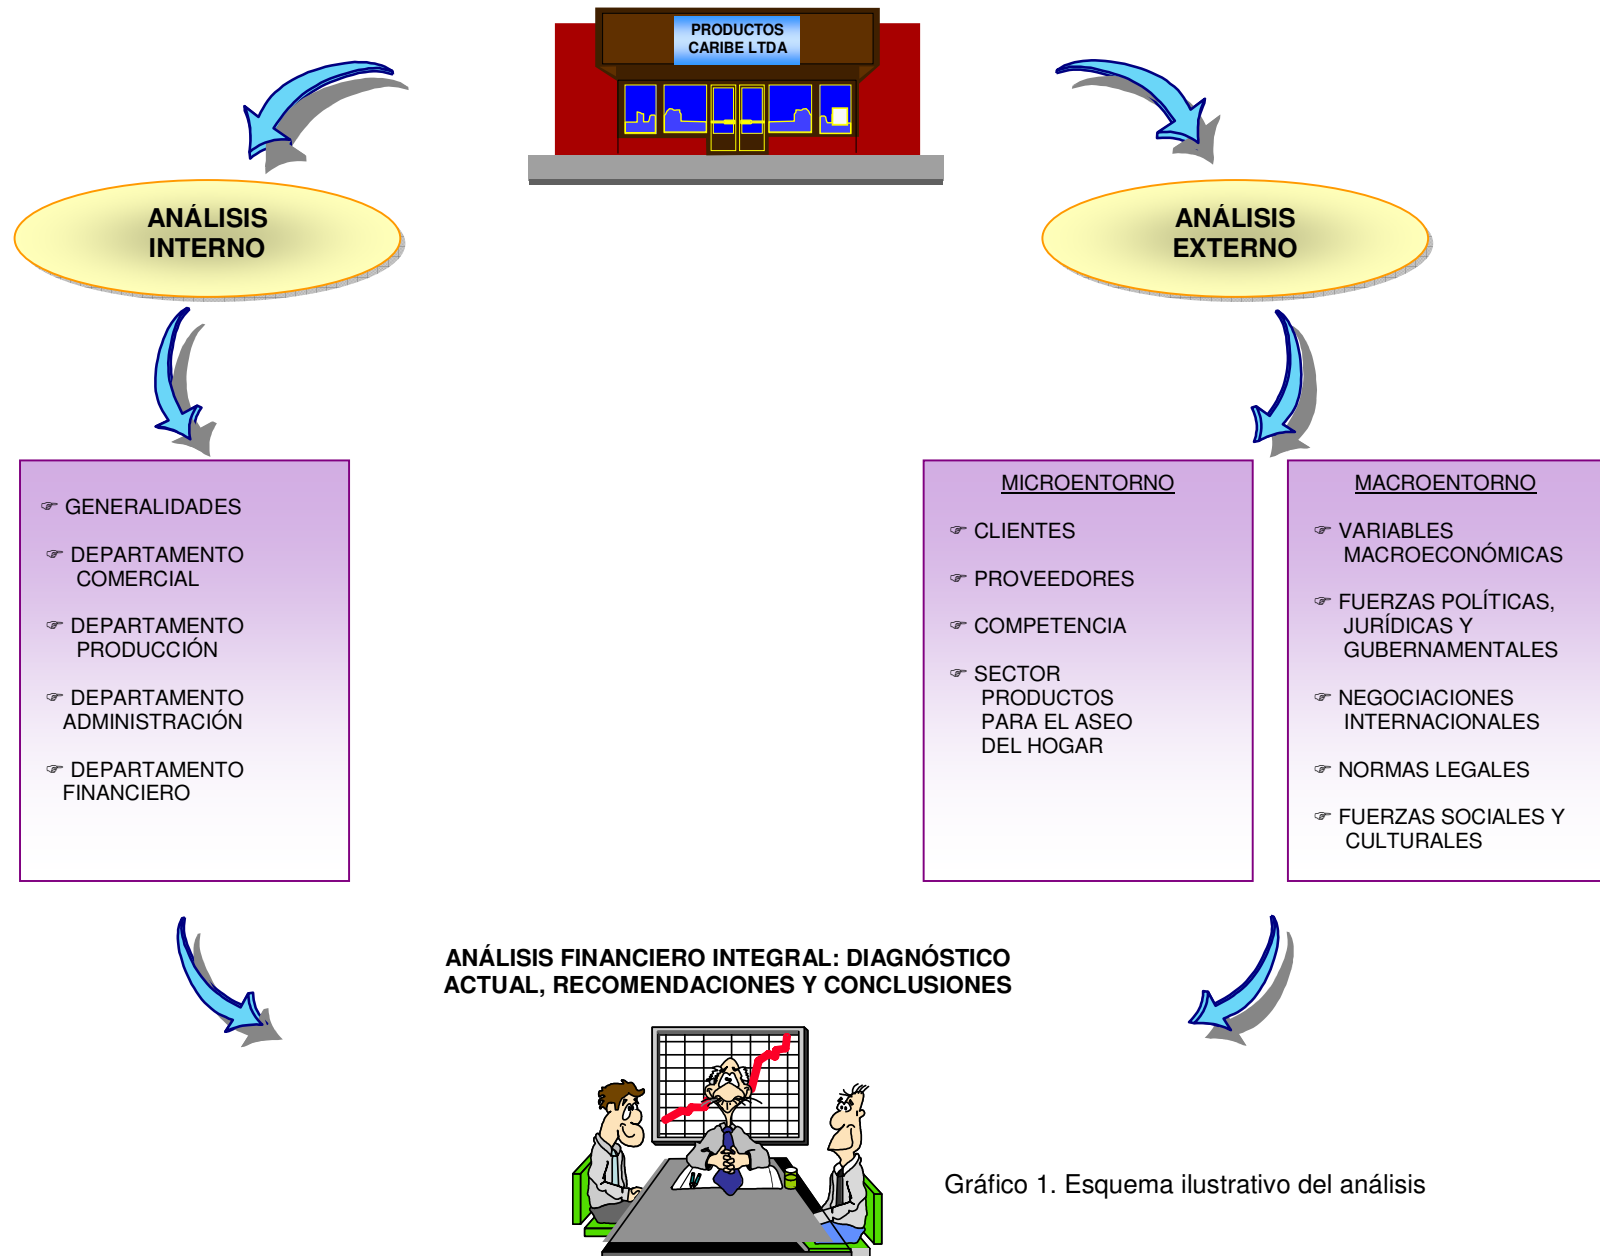 PRODUCTOS
CARIBE LTDA
ANÁLISIS
INTERNO
ANÁLISIS
EXTERNO
☞ GENERALIDADES
☞ DEPARTAMENTO
COMERCIAL
☞ DEPARTAMENTO
PRODUCCIÓN
☞ DEPARTAMENTO
ADMINISTRACIÓN
☞ DEPARTAMENTO
FINANCIERO
MICROENTORNO
☞ CLIENTES
☞ PROVEEDORES
☞ COMPETENCIA
☞ SECTOR
PRODUCTOS
PARA EL ASEO
DEL HOGAR
MACROENTORNO
☞ VARIABLES
MACROECONÓMICAS
☞ FUERZAS POLÍTICAS,
JURÍDICAS Y
GUBERNAMENTALES
☞ NEGOCIACIONES
INTERNACIONALES
☞ NORMAS LEGALES
☞ FUERZAS SOCIALES Y
CULTURALES
ANÁLISIS FINANCIERO INTEGRAL: DIAGNÓSTICO
ACTUAL, RECOMENDACIONES Y CONCLUSIONES
Gráfico 1. Esquema ilustrativo del análisis